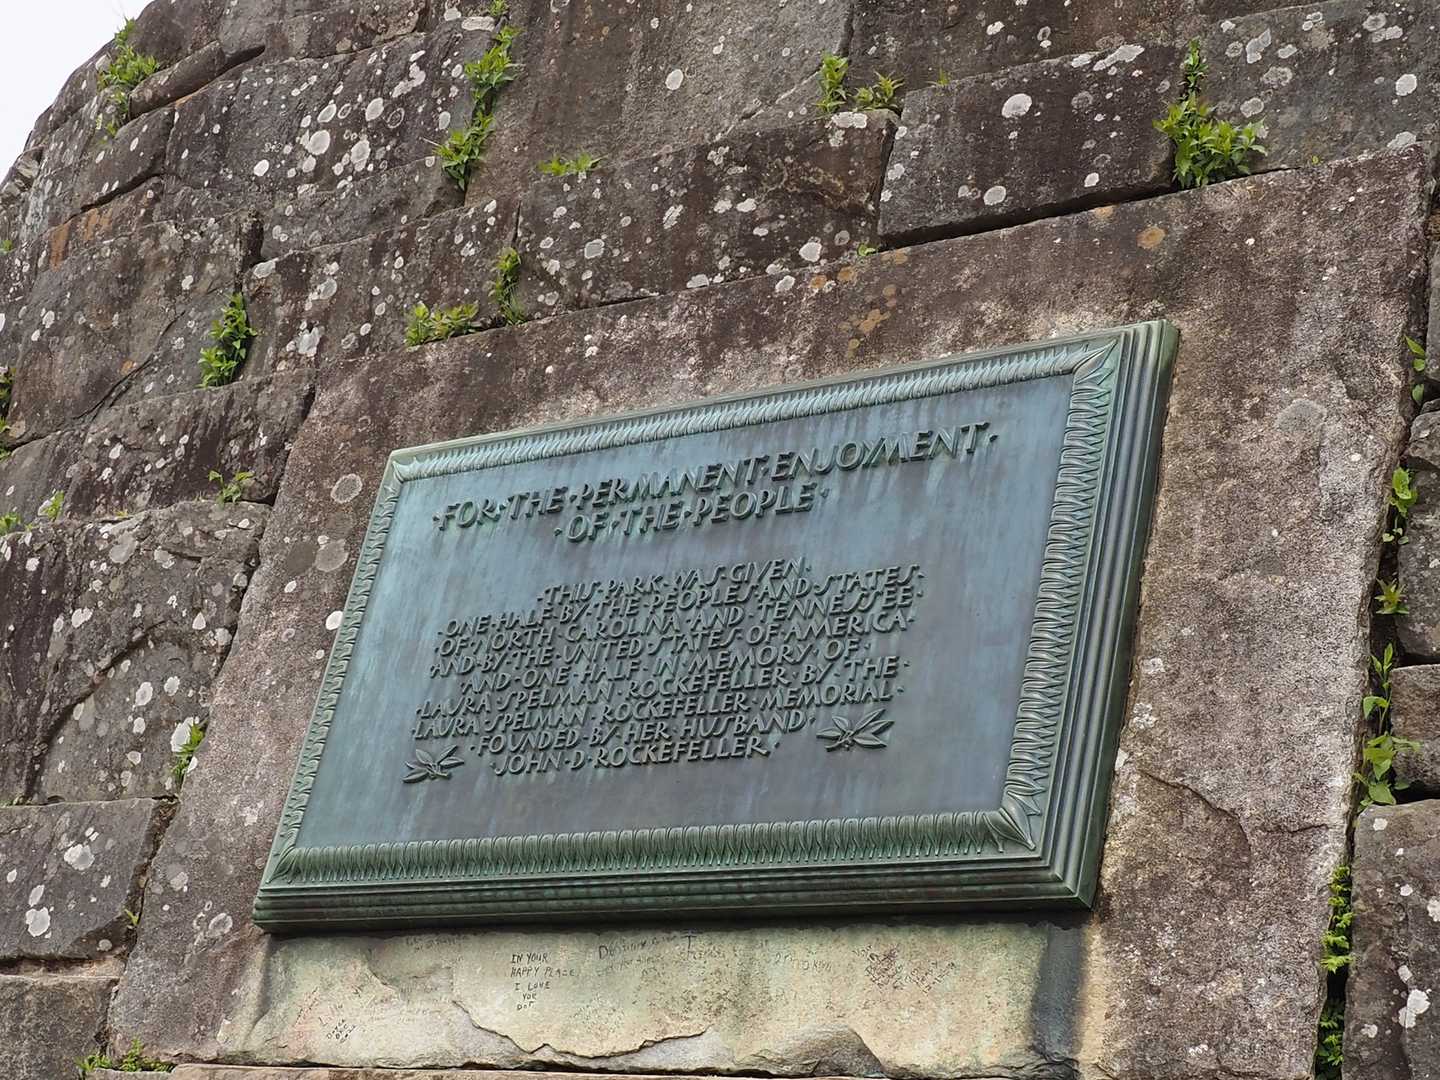 ·FOR·THE·PERMANENT·ENJOYMENT·
·OF·THE·PEOPLE·
·THIS·PARK·WAS·GIVEN·
·ONE·HALF·BY·THE·PEOPLES·AND·STATES·
·OF·NORTH·CAROLINA·AND·TENNESSEE·
AND·BY·THE·UNITED·STATES·OF·AMERICA·
·AND·ONE·HALF·IN·MEMORY·OF·
·LAURA·SPELMAN·ROCKEFELLER·BY·THE·
LAURA·SPELMAN·ROCKEFELLER·MEMORIAL·
·FOUNDED·BY·HER·HUSBAND·
·JOHN·D·ROCKEFELLER·
IN YOUR
HAPPY PLACE
I LOVE
YOU
DOT